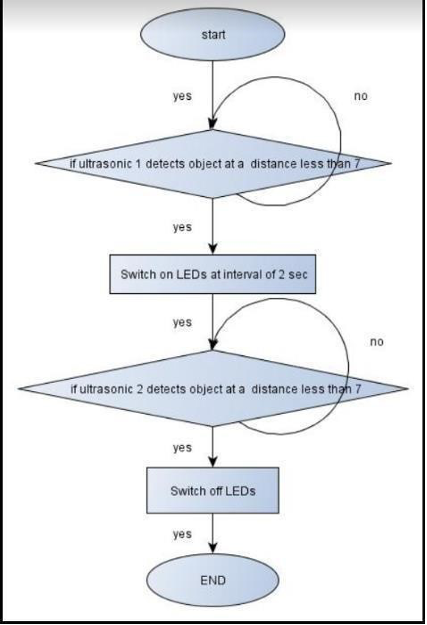 start
yes
no
if ultrasonic 1 detects object at a distance less than 7
yes
Switch on LEDs at interval of 2 sec
yes
no
if ultrasonic 2 detects object at a distance less than 7
yes
Switch off LEDs
yes
END